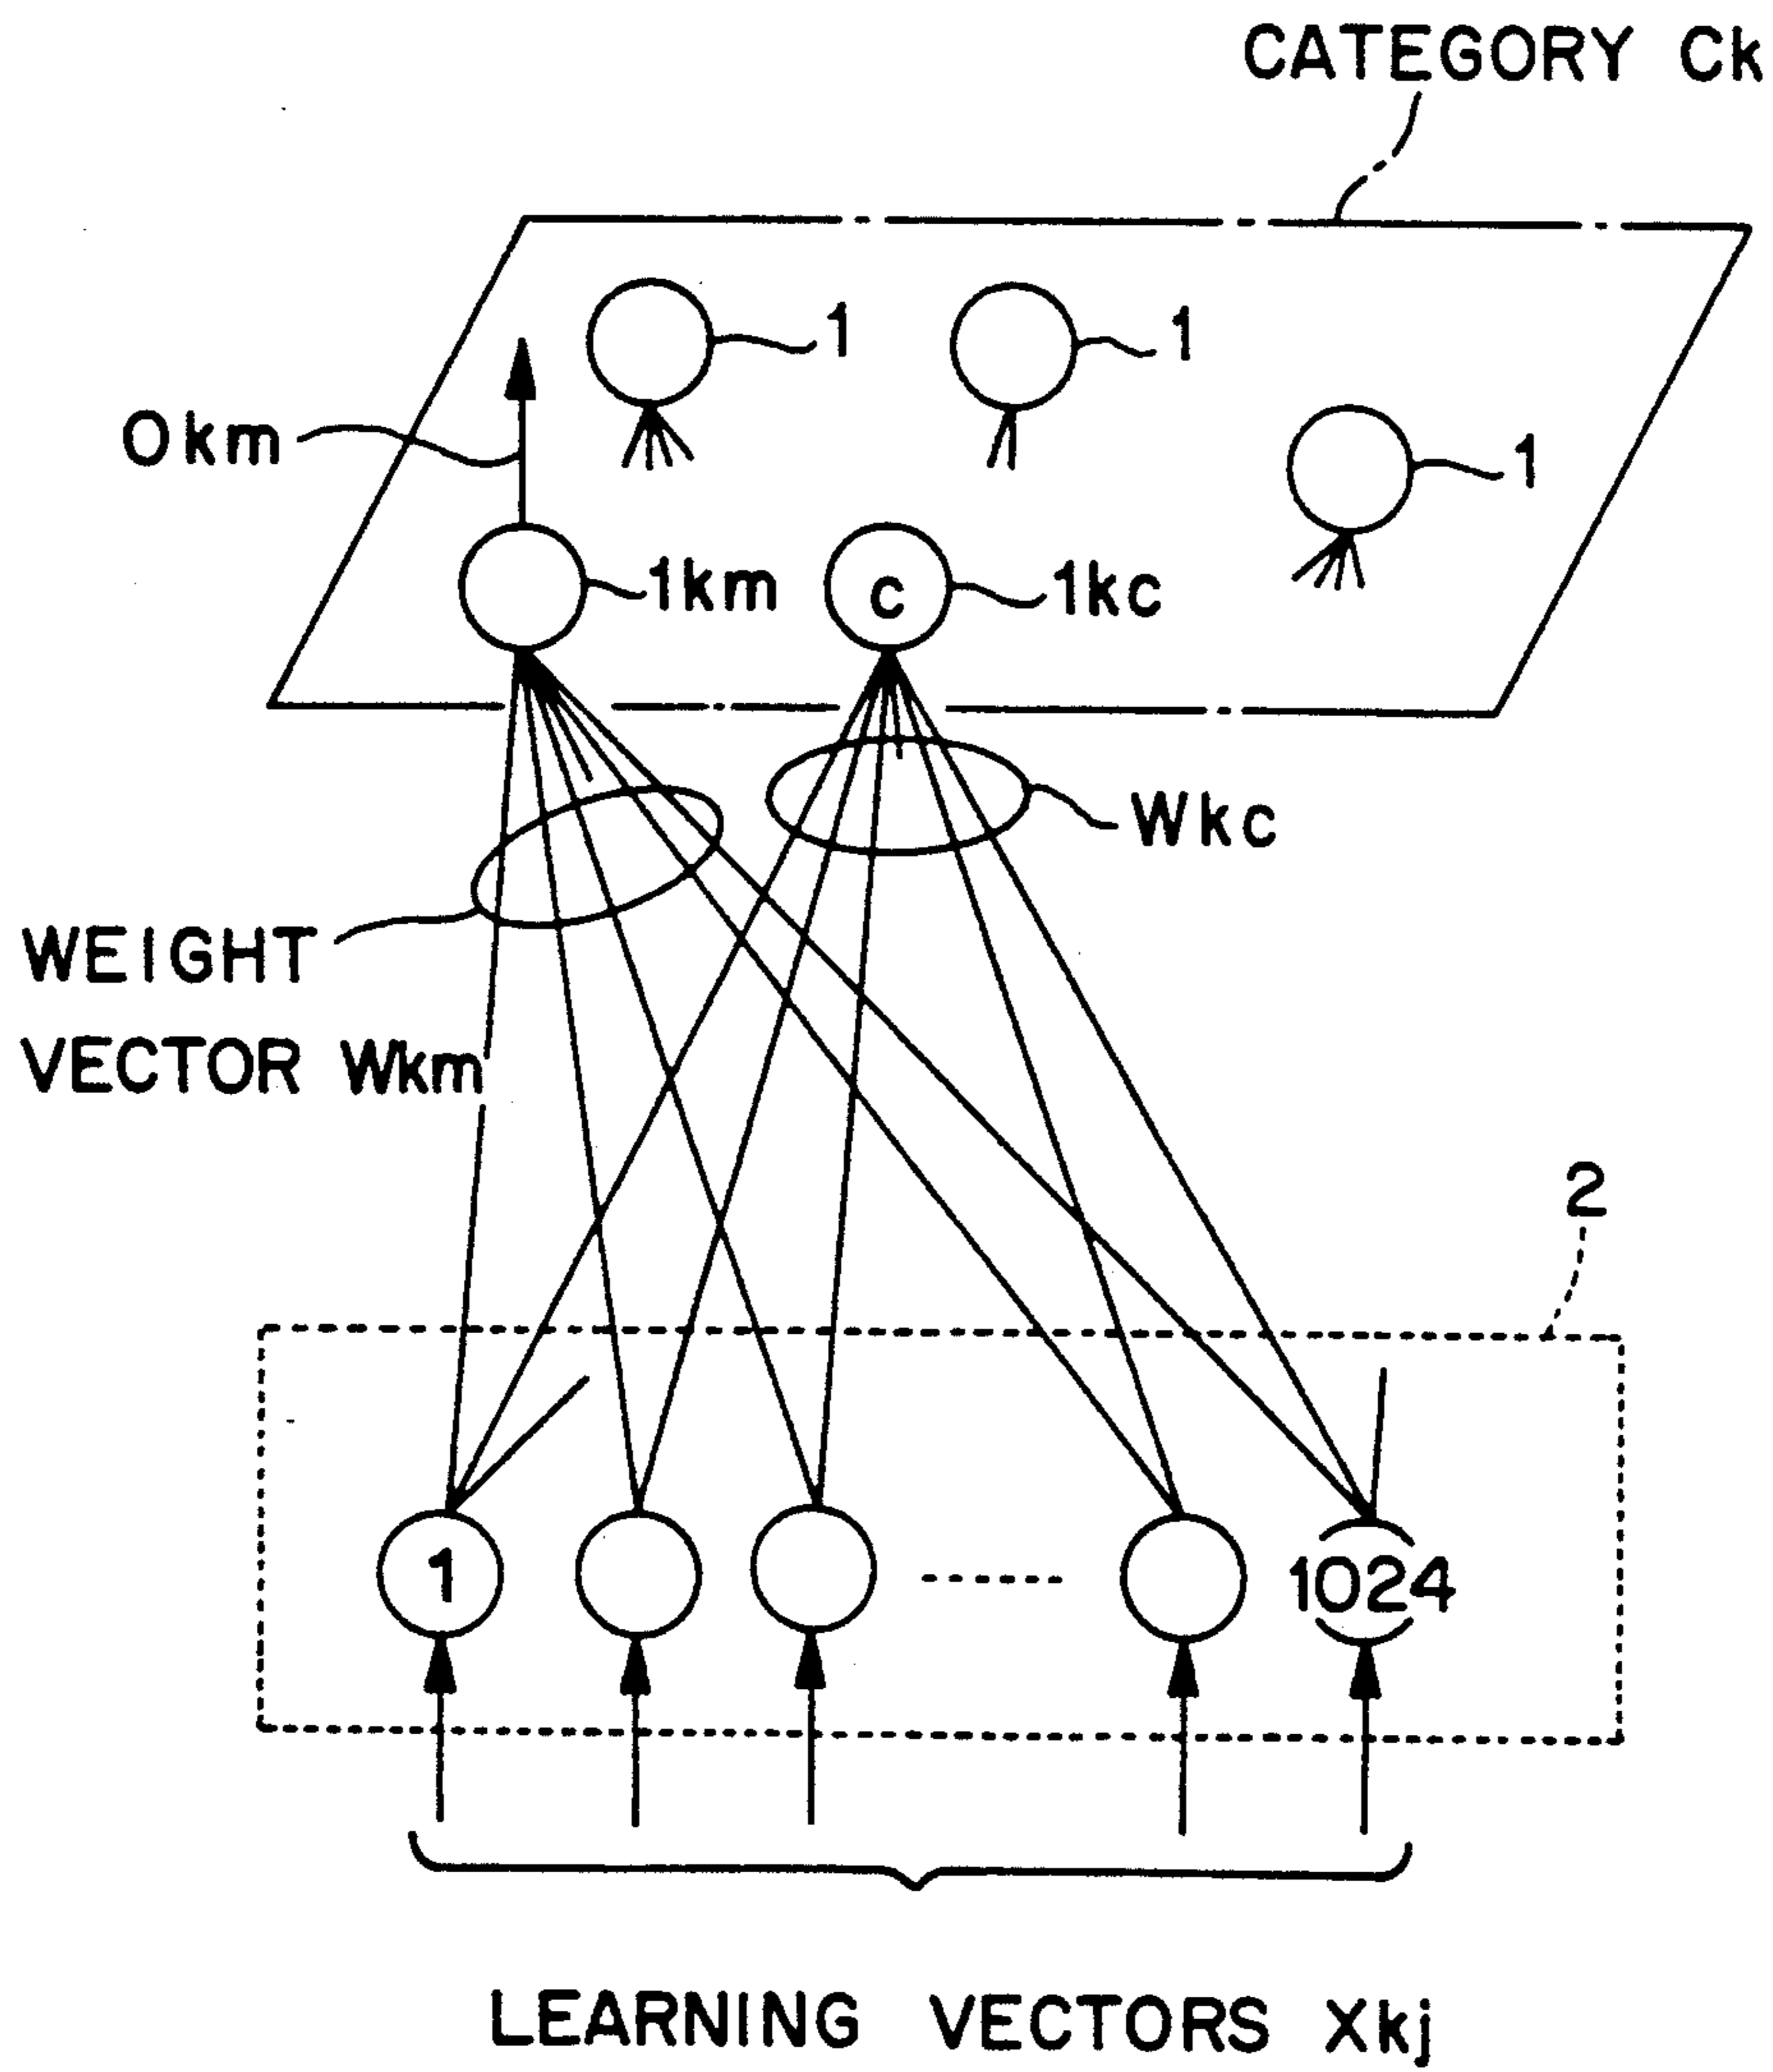 CATEGORY Ck
1
1
Okm
1
1km
c
1kc
Wkc
WEIGHT
VECTOR Wkm
2
1
1024
LEARNING VECTORS Xkj